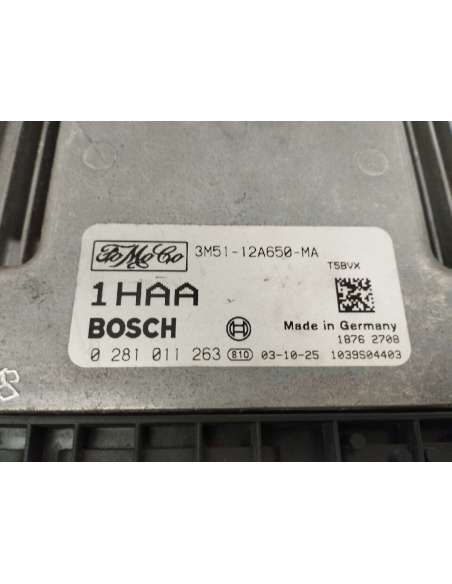 FoMoCo 3M51-12A650-MA
T5BVX
1HAA
BOSCH Made in Germany
1876 2708
0 281 011 263 810 03-10-25 1039S04403